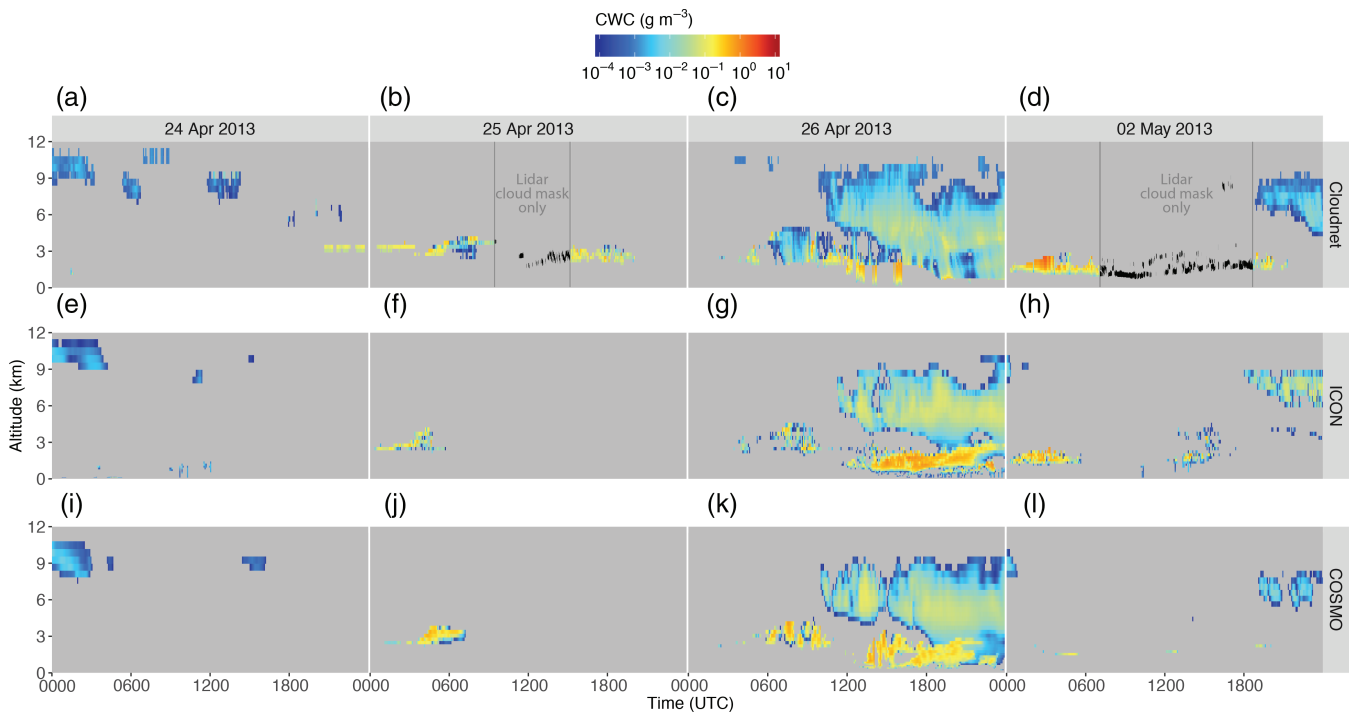 CWC (g m⁻³)
10⁻⁴ 10⁻³ 10⁻² 10⁻¹ 10⁰ 10¹
(a) (b) (c) (d)
24 Apr 2013 25 Apr 2013 26 Apr 2013 02 May 2013
12
9
6
3
0
Lidar
cloud mask
only
Lidar
cloud mask
only
Cloudnet
(e) (f) (g) (h)
12
9
6
3
0
Altitude (km)
ICON
(i) (j) (k) (l)
12
9
6
3
0
COSMO
0000 0600 1200 1800 0000 0600 1200 1800 0000 0600 1200 1800 0000 0600 1200 1800
Time (UTC)